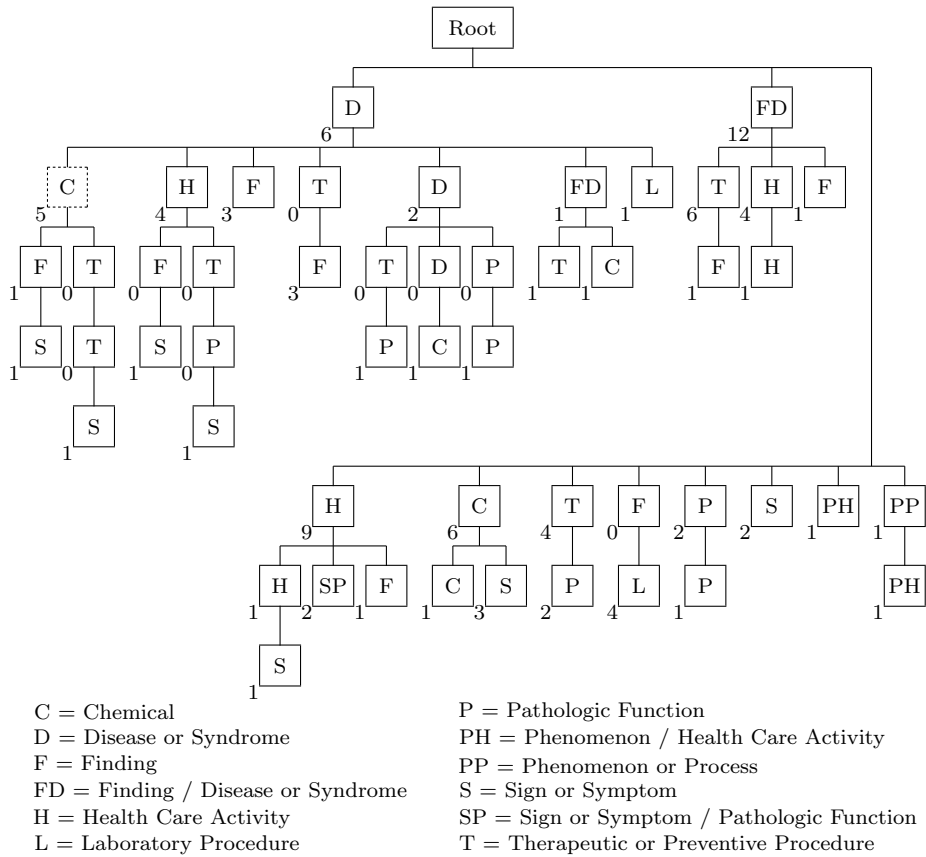 Root
D FD
6 12
C H F T D FD L T H F
5 4 3 0 2 1 1 6 4 1
F T F T F T D P T C F H
1 0 0 0 3 0 0 0 1 1 1 1
S T S P P C P
1 0 1 0 1 1 1
S S
1 1
H C T F P S PH PP
9 6 4 0 2 2 1 1
H SP F C S P L P PH
1 2 1 1 3 2 4 1 1
S
1
C = Chemical
D = Disease or Syndrome
F = Finding
FD = Finding / Disease or Syndrome
H = Health Care Activity
L = Laboratory Procedure
P = Pathologic Function
PH = Phenomenon / Health Care Activity
PP = Phenomenon or Process
S = Sign or Symptom
SP = Sign or Symptom / Pathologic Function
T = Therapeutic or Preventive Procedure